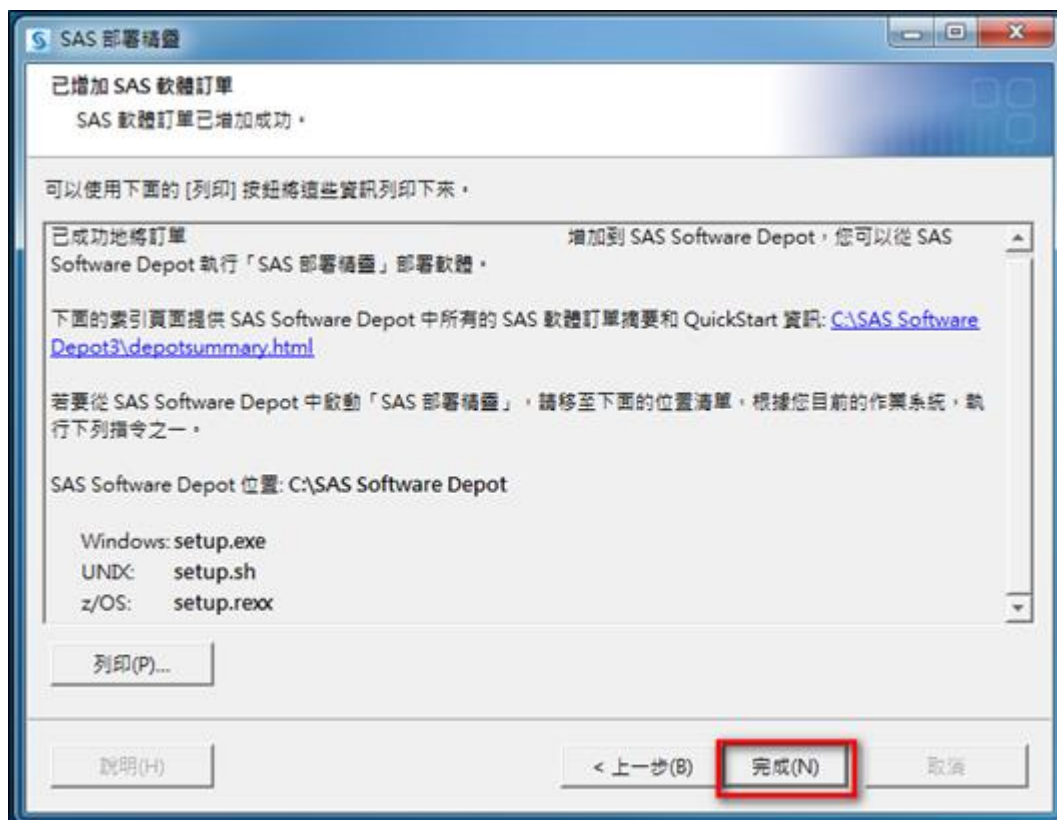 SAS 部署精靈
已增加 SAS 軟體訂單
SAS 軟體訂單已增加成功。
可以使用下面的 [列印] 按鈕將這些資訊列印下來。
已成功地將訂單 增加到 SAS Software Depot，您可以從 SAS
Software Depot 執行「SAS 部署精靈」部署軟體。
下面的索引頁面提供 SAS Software Depot 中所有的 SAS 軟體訂單摘要和 QuickStart 資訊: C:\SAS Software
Depot3\depotsummary.html
若要從 SAS Software Depot 中啟動「SAS 部署精靈」，請移至下面的位置清單，根據您目前的作業系統，執
行下列指令之一。
SAS Software Depot 位置: C:\SAS Software Depot
Windows: setup.exe
UNIX: setup.sh
z/OS: setup.rexx
列印(P)...
說明(H) < 上一步(B) 完成(N) 取消